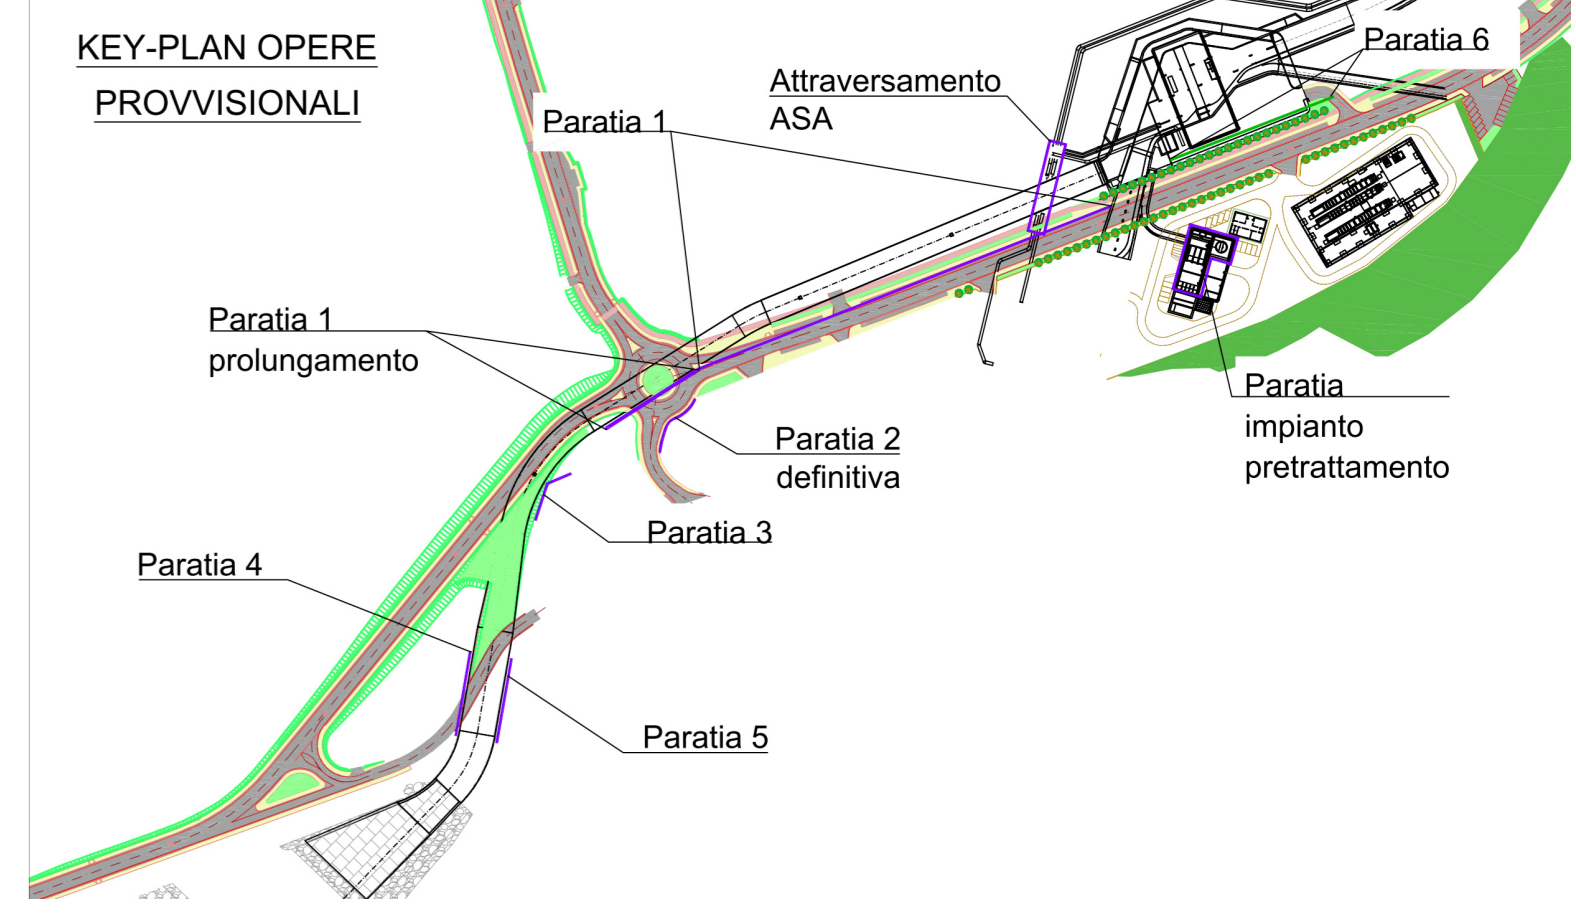 KEY-PLAN OPERE
PROVVISIONALI
Paratia 6
Attraversamento
ASA
Paratia 1
Paratia 1
prolungamento
Paratia
impianto
pretrattamento
Paratia 2
definitiva
Paratia 3
Paratia 4
Paratia 5